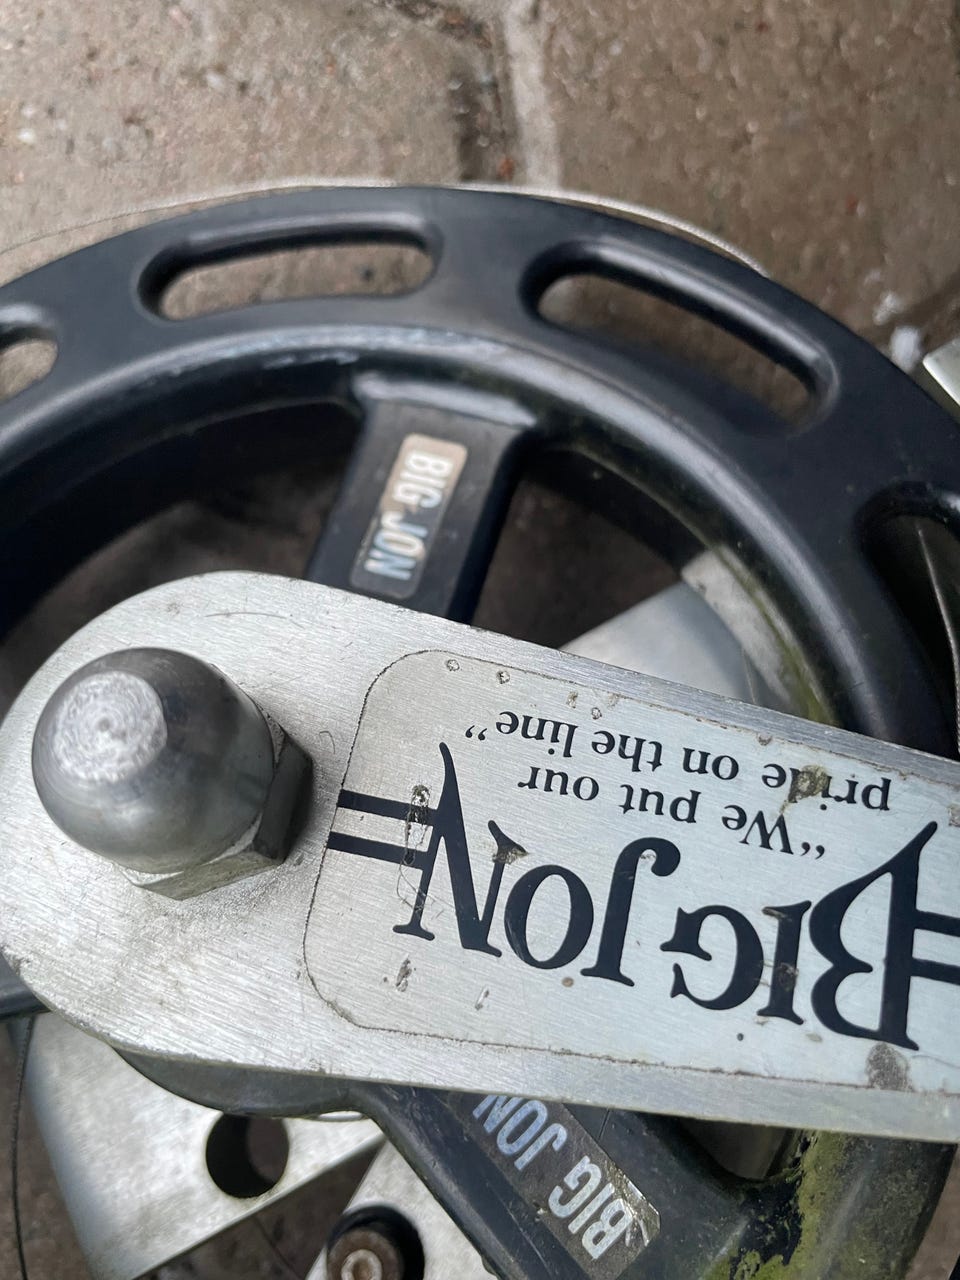 BIG JON
BIG JON
"We put our
pride on the line"
BIG JON